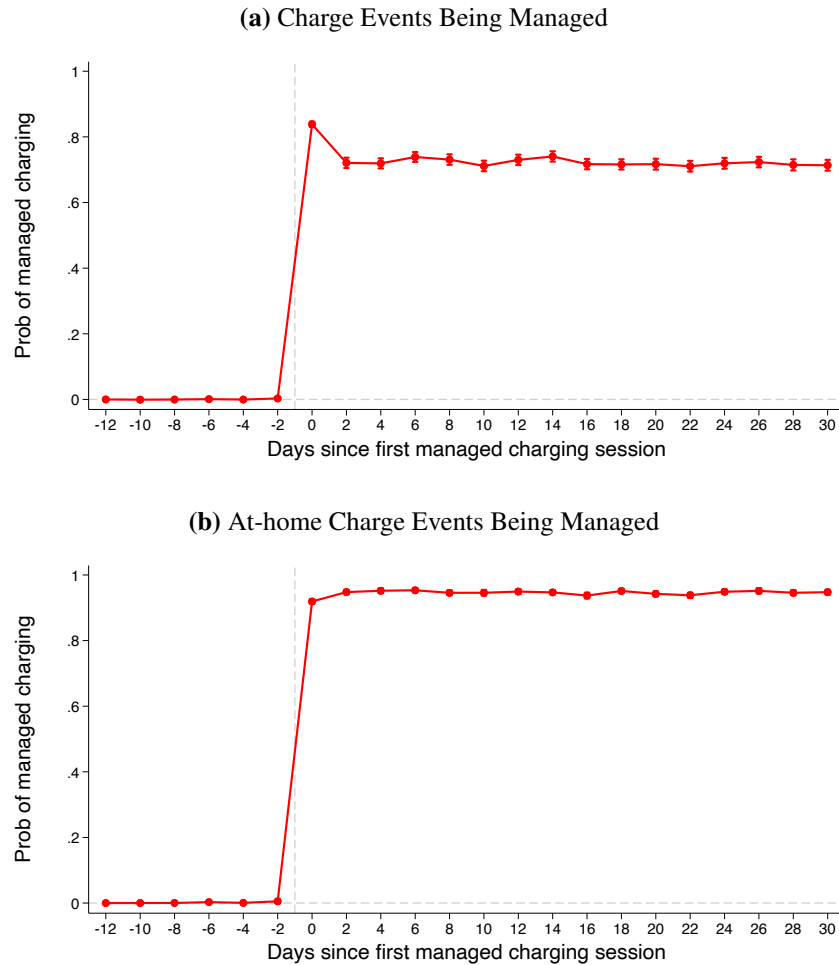 (a) Charge Events Being Managed
1
.8
.6
.4
.2
0
Prob of managed charging
-12 -10 -8 -6 -4 -2 0 2 4 6 8 10 12 14 16 18 20 22 24 26 28 30
Days since first managed charging session
(b) At-home Charge Events Being Managed
1
.8
.6
.4
.2
0
Prob of managed charging
-12 -10 -8 -6 -4 -2 0 2 4 6 8 10 12 14 16 18 20 22 24 26 28 30
Days since first managed charging session